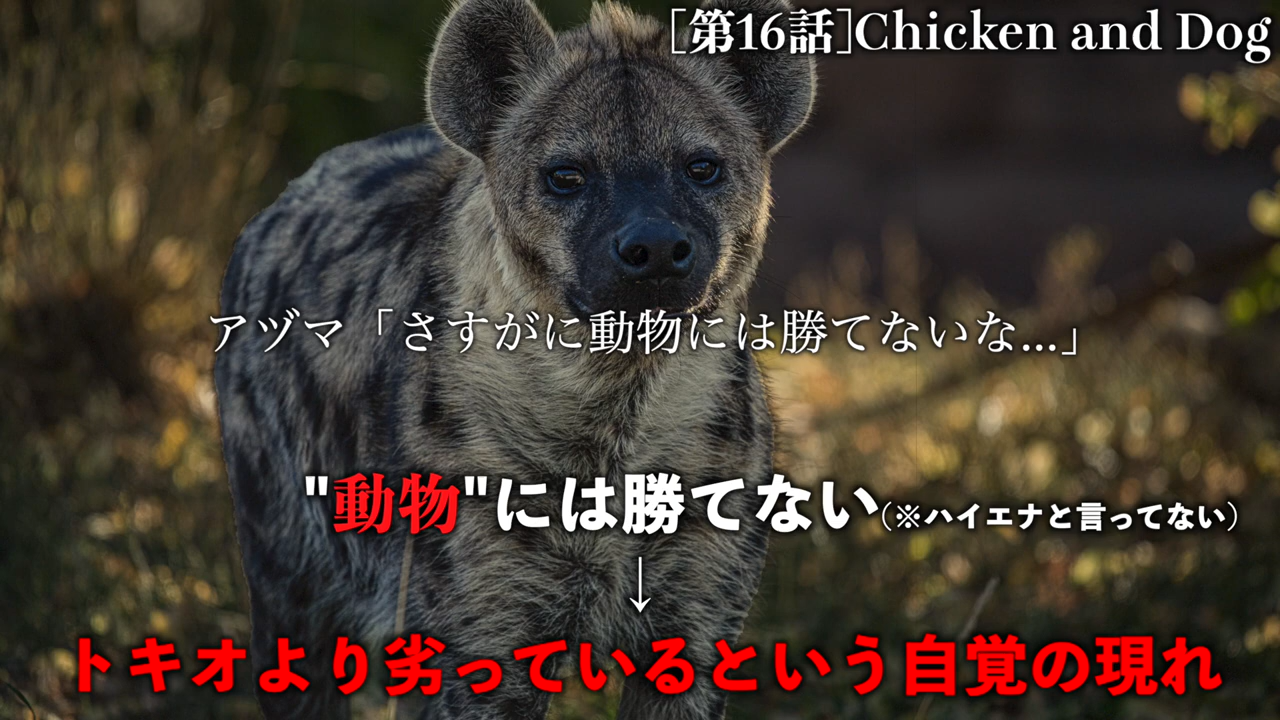 [第16話]Chicken and Dog
アヅマ「さすがに動物には勝てないな…」
"動物"には勝てない(※ハイエナと言ってない)
↓
トキオより劣っているという自覚の現れ